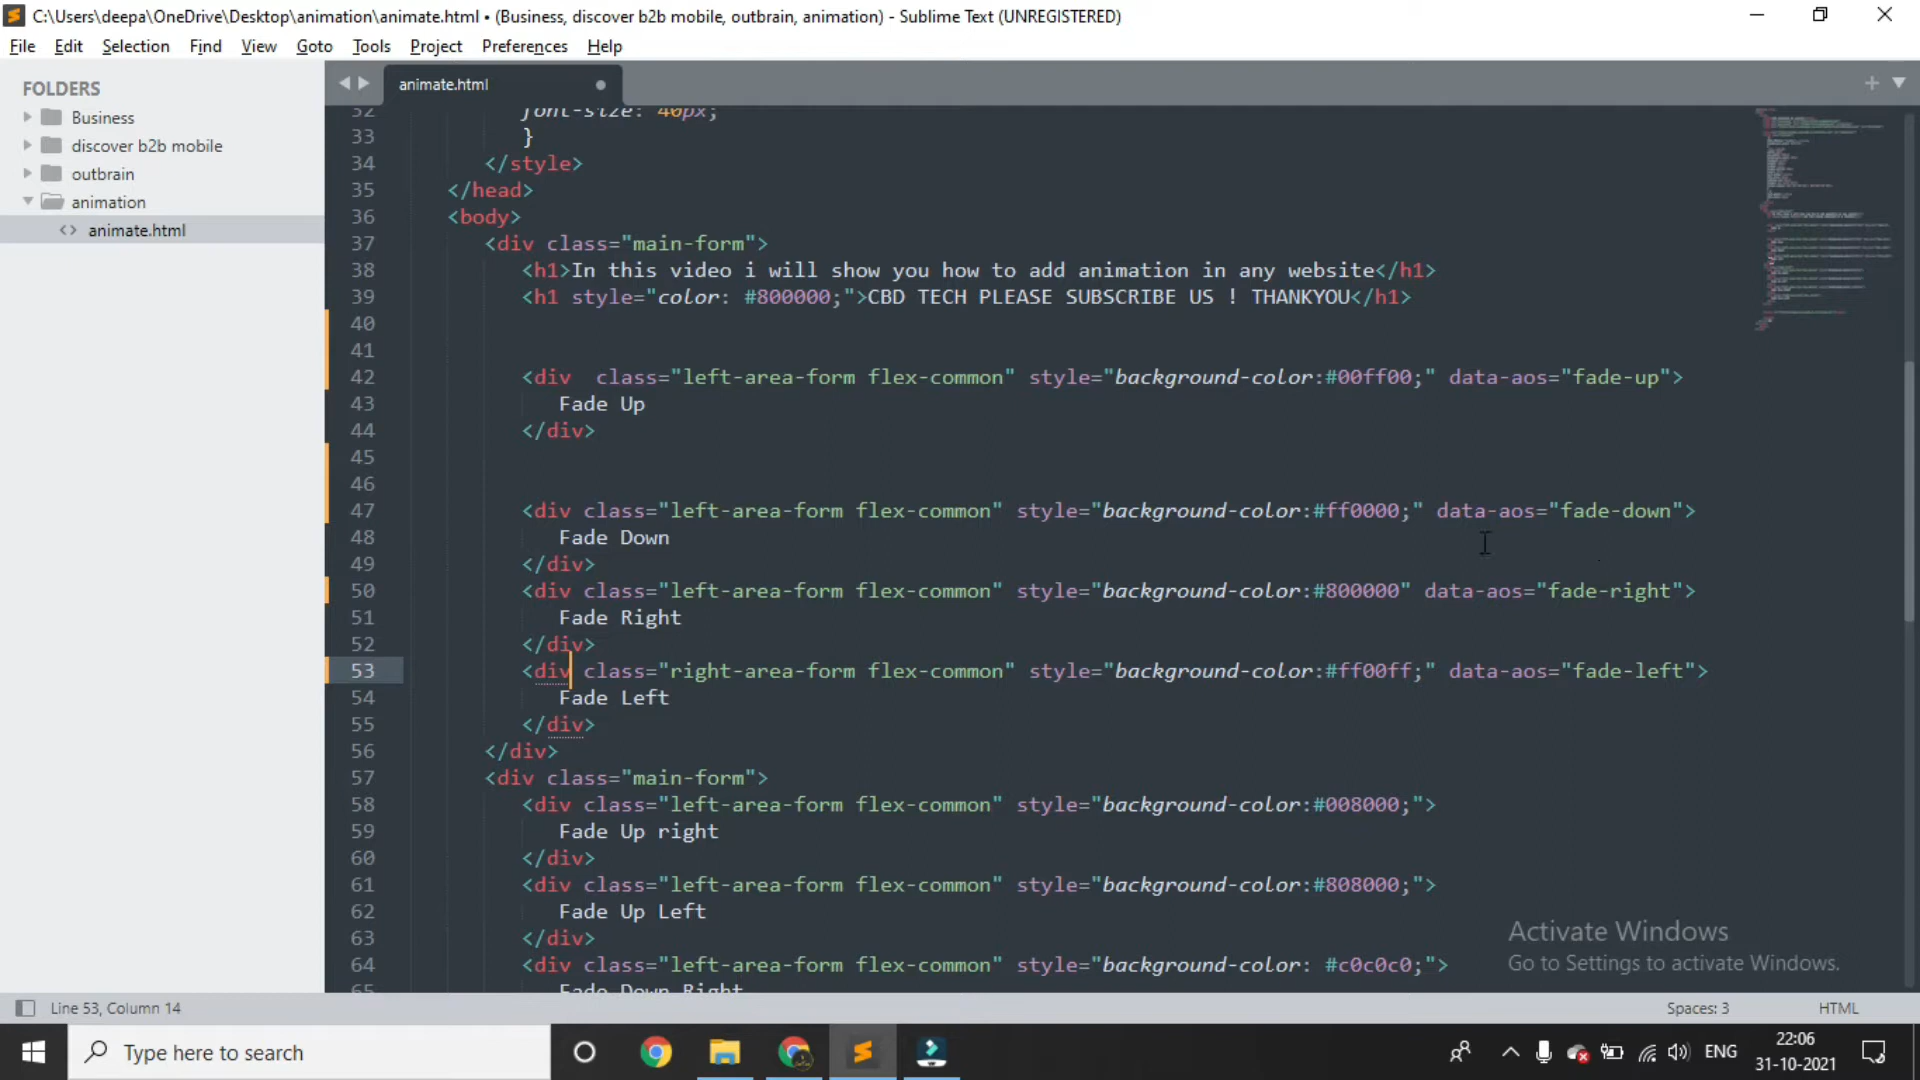 C:\Users\deepa\OneDrive\Desktop\animation\animate.html • (Business, discover b2b mobile, outbrain, animation) - Sublime Text (UNREGISTERED)
File Edit Selection Find View Goto Tools Project Preferences Help
FOLDERS
Business
discover b2b mobile
outbrain
animation
<> animate.html
animate.html
32 font-size: 40px;
33 }
34 </style>
35 </head>
36 <body>
37 <div class="main-form">
38 <h1>In this video i will show you how to add animation in any website</h1>
39 <h1 style="color: #800000;">CBD TECH PLEASE SUBSCRIBE US ! THANKYOU</h1>
40
41
42 <div  class="left-area-form flex-common" style="background-color:#00ff00;" data-aos="fade-up">
43 Fade Up
44 </div>
45
46
47 <div class="left-area-form flex-common" style="background-color:#ff0000;" data-aos="fade-down">
48 Fade Down
49 </div>
50 <div class="left-area-form flex-common" style="background-color:#800000" data-aos="fade-right">
51 Fade Right
52 </div>
53 <div class="right-area-form flex-common" style="background-color:#ff00ff;" data-aos="fade-left">
54 Fade Left
55 </div>
56 </div>
57 <div class="main-form">
58 <div class="left-area-form flex-common" style="background-color:#008000;">
59 Fade Up right
60 </div>
61 <div class="left-area-form flex-common" style="background-color:#808000;">
62 Fade Up Left
63 </div>
64 <div class="left-area-form flex-common" style="background-color: #c0c0c0;">
65 Fade Down Right
Activate Windows
Go to Settings to activate Windows.
Line 53, Column 14
Spaces: 3
HTML
Type here to search
ENG
22:06
31-10-2021